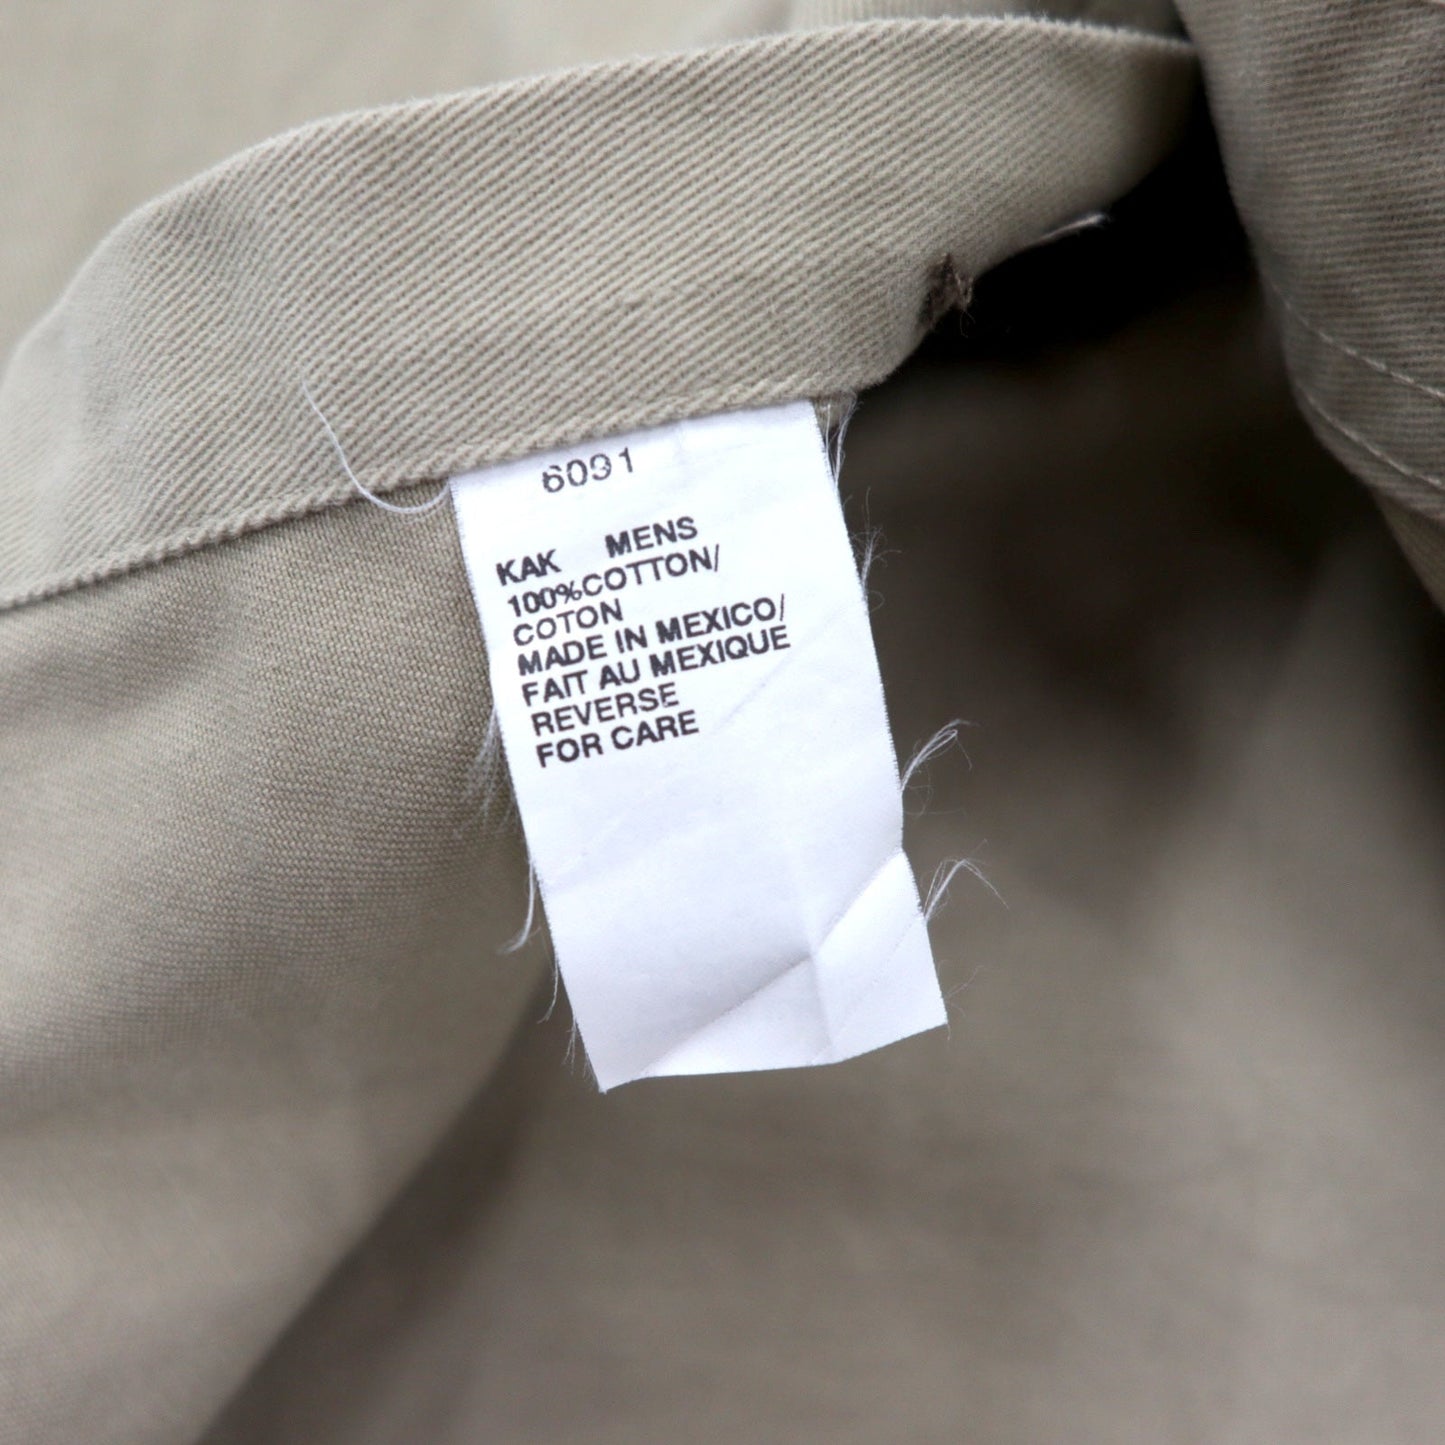 6091
KAK MENS
100%COTTON/
COTON
MADE IN MEXICO/
FAIT AU MEXIQUE
REVERSE
FOR CARE